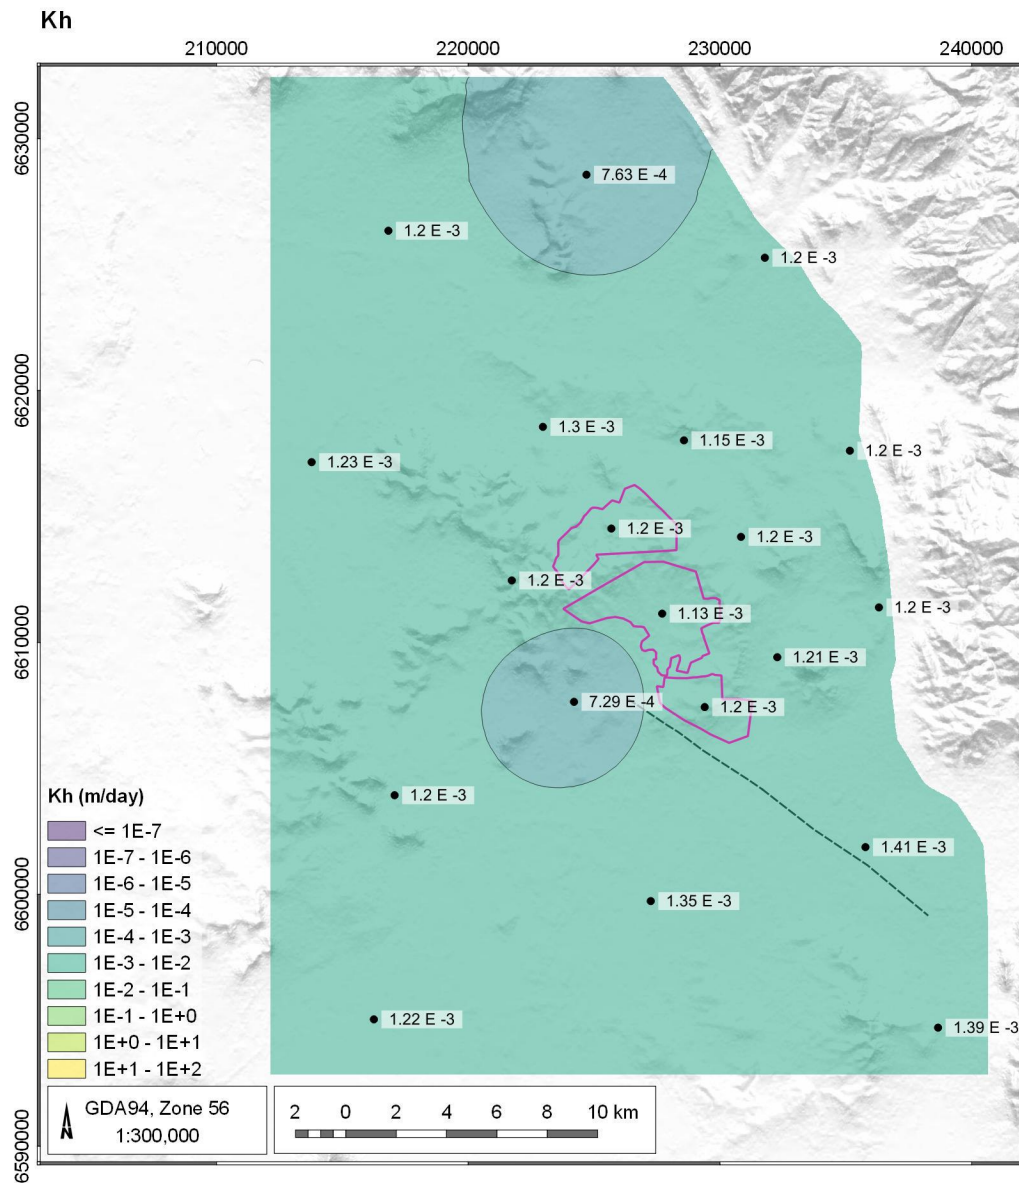 Kh
210000
220000
230000
240000
6630000
6620000
6610000
6600000
6590000
7.63 E -4
1.2 E -3
1.2 E -3
1.3 E -3
1.15 E -3
1.2 E -3
1.23 E -3
1.2 E -3
1.2 E -3
1.2 E -3
1.2 E -3
1.13 E -3
1.21 E -3
7.29 E -4
1.2 E -3
1.2 E -3
1.41 E -3
1.35 E -3
1.22 E -3
1.39 E -3
Kh (m/day)
<= 1E-7
1E-7 - 1E-6
1E-6 - 1E-5
1E-5 - 1E-4
1E-4 - 1E-3
1E-3 - 1E-2
1E-2 - 1E-1
1E-1 - 1E+0
1E+0 - 1E+1
1E+1 - 1E+2
GDA94, Zone 56
1:300,000
2 0 2 4 6 8 10 km